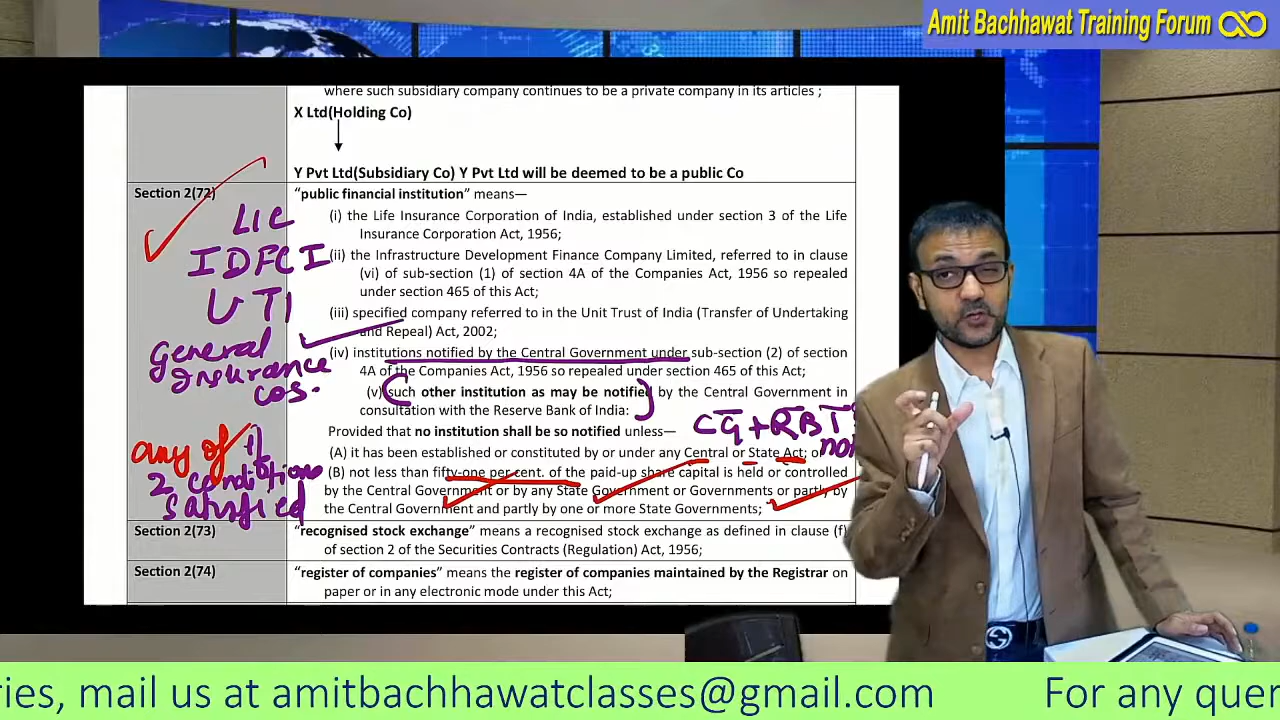 Amit Bachhawat Training Forum
where such subsidiary company continues to be a private company in its articles ;
X Ltd(Holding Co)
Y Pvt Ltd(Subsidiary Co) Y Pvt Ltd will be deemed to be a public Co
Section 2(72)
“public financial institution” means—
(i) the Life Insurance Corporation of India, established under section 3 of the Life
Insurance Corporation Act, 1956;
(ii) the Infrastructure Development Finance Company Limited, referred to in clause
(vi) of sub-section (1) of section 4A of the Companies Act, 1956 so repealed
under section 465 of this Act;
(iii) specified company referred to in the Unit Trust of India (Transfer of Undertaking
and Repeal) Act, 2002;
(iv) institutions notified by the Central Government under sub-section (2) of section
4A of the Companies Act, 1956 so repealed under section 465 of this Act;
(v) such other institution as may be notified by the Central Government in
consultation with the Reserve Bank of India:
Provided that no institution shall be so notified unless—
(A) it has been established or constituted by or under any Central or State Act; or
(B) not less than fifty-one per cent. of the paid-up share capital is held or controlled
by the Central Government or by any State Government or Governments or partly by
the Central Government and partly by one or more State Governments;
LIC
IDFCI
UTI
General
Insurance
cos.
any of
2 conditions
satisfied
CG+RBI
Section 2(73)
“recognised stock exchange” means a recognised stock exchange as defined in clause (f)
of section 2 of the Securities Contracts (Regulation) Act, 1956;
Section 2(74)
“register of companies” means the register of companies maintained by the Registrar on
paper or in any electronic mode under this Act;
ries, mail us at amitbachhawatclasses@gmail.com
For any quer